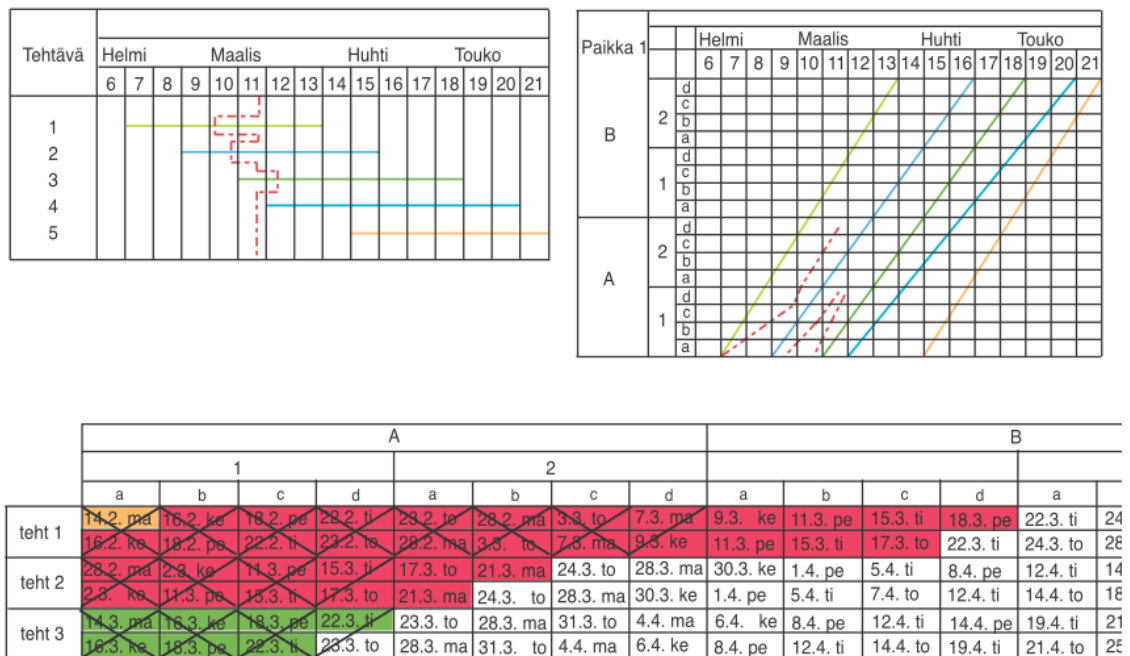 Tehtävä Helmi Maalis Huhti Touko
6 7 8 9 10 11 12 13 14 15 16 17 18 19 20 21
1
2
3
4
5
Paikka 1 Helmi Maalis Huhti Touko
6 7 8 9 10 11 12 13 14 15 16 17 18 19 20 21
B 2 d
c
b
a
1 d
c
b
a
A 2 d
c
b
a
1 d
c
b
a
A B
1 2
a b c d a b c d a b c d a
teht 1 14.2. ma 16.2. ke 18.2. pe 22.2. ti 23.2. to 28.2. ma 3.3. to 7.3. ma 9.3. ke 11.3. pe 15.3. ti 18.3. pe 22.3. ti 24
16.2. ke 18.2. pe 22.2. ti 23.2. to 28.2. ma 3.3. to 7.3. ma 9.3. ke 11.3. pe 15.3. ti 17.3. to 22.3. ti 24.3. to 28
teht 2 28.2. ma 2.3. ke 11.3. pe 15.3. ti 17.3. to 21.3. ma 24.3. to 28.3. ma 30.3. ke 1.4. pe 5.4. ti 8.4. pe 12.4. ti 14
2.3. ke 11.3. pe 15.3. ti 17.3. to 21.3. ma 24.3. to 28.3. ma 30.3. ke 1.4. pe 5.4. ti 7.4. to 12.4. ti 14.4. to 18
teht 3 14.3. ma 16.3. ke 18.3. pe 22.3. ti 23.3. to 28.3. ma 31.3. to 4.4. ma 6.4. ke 8.4. pe 12.4. ti 14.4. pe 19.4. ti 21
16.3. ke 18.3. pe 22.3. ti 23.3. to 28.3. ma 31.3. to 4.4. ma 6.4. ke 8.4. pe 12.4. ti 14.4. to 19.4. ti 21.4. to 25